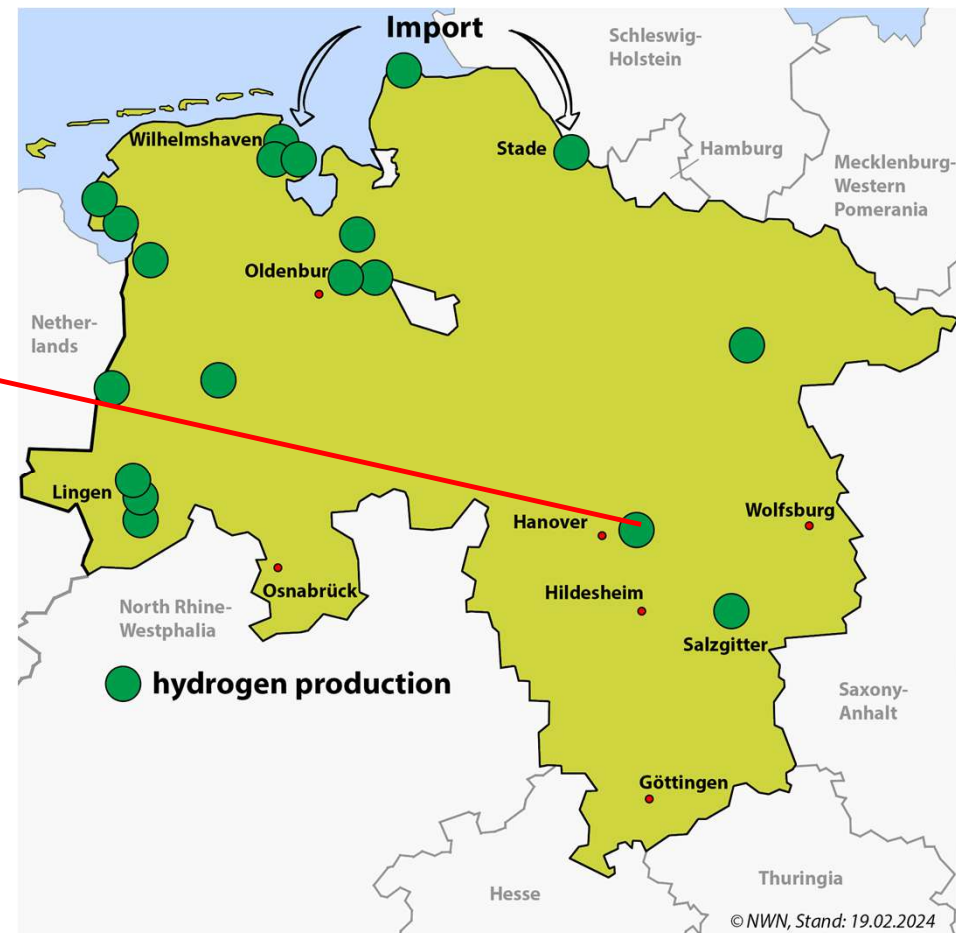 Import
Schleswig-
Holstein
Wilhelmshaven
Stade
Hamburg
Mecklenburg-
Western
Pomerania
Oldenbur
Nether-
lands
Lingen
Hanover
Wolfsburg
Osnabrück
Hildesheim
North Rhine-
Westphalia
Salzgitter
hydrogen production
Saxony-
Anhalt
Göttingen
Thuringia
Hesse
© NWN, Stand: 19.02.2024